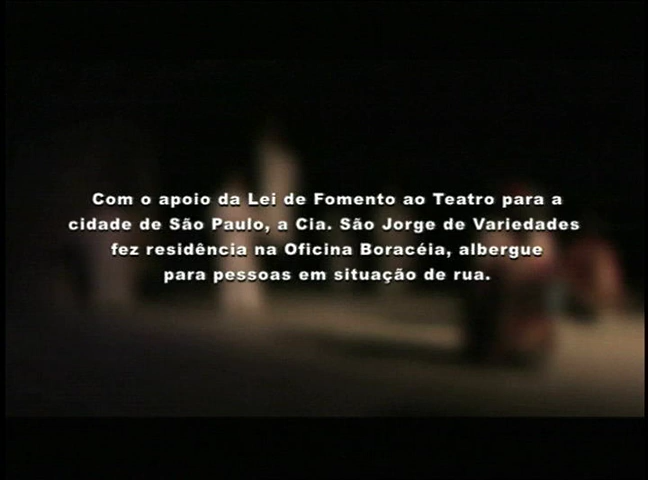 Com o apoio da Lei de Fomento ao Teatro para a
cidade de São Paulo, a Cia. São Jorge de Variedades
fez residência na Oficina Boracéia, albergue
para pessoas em situação de rua.